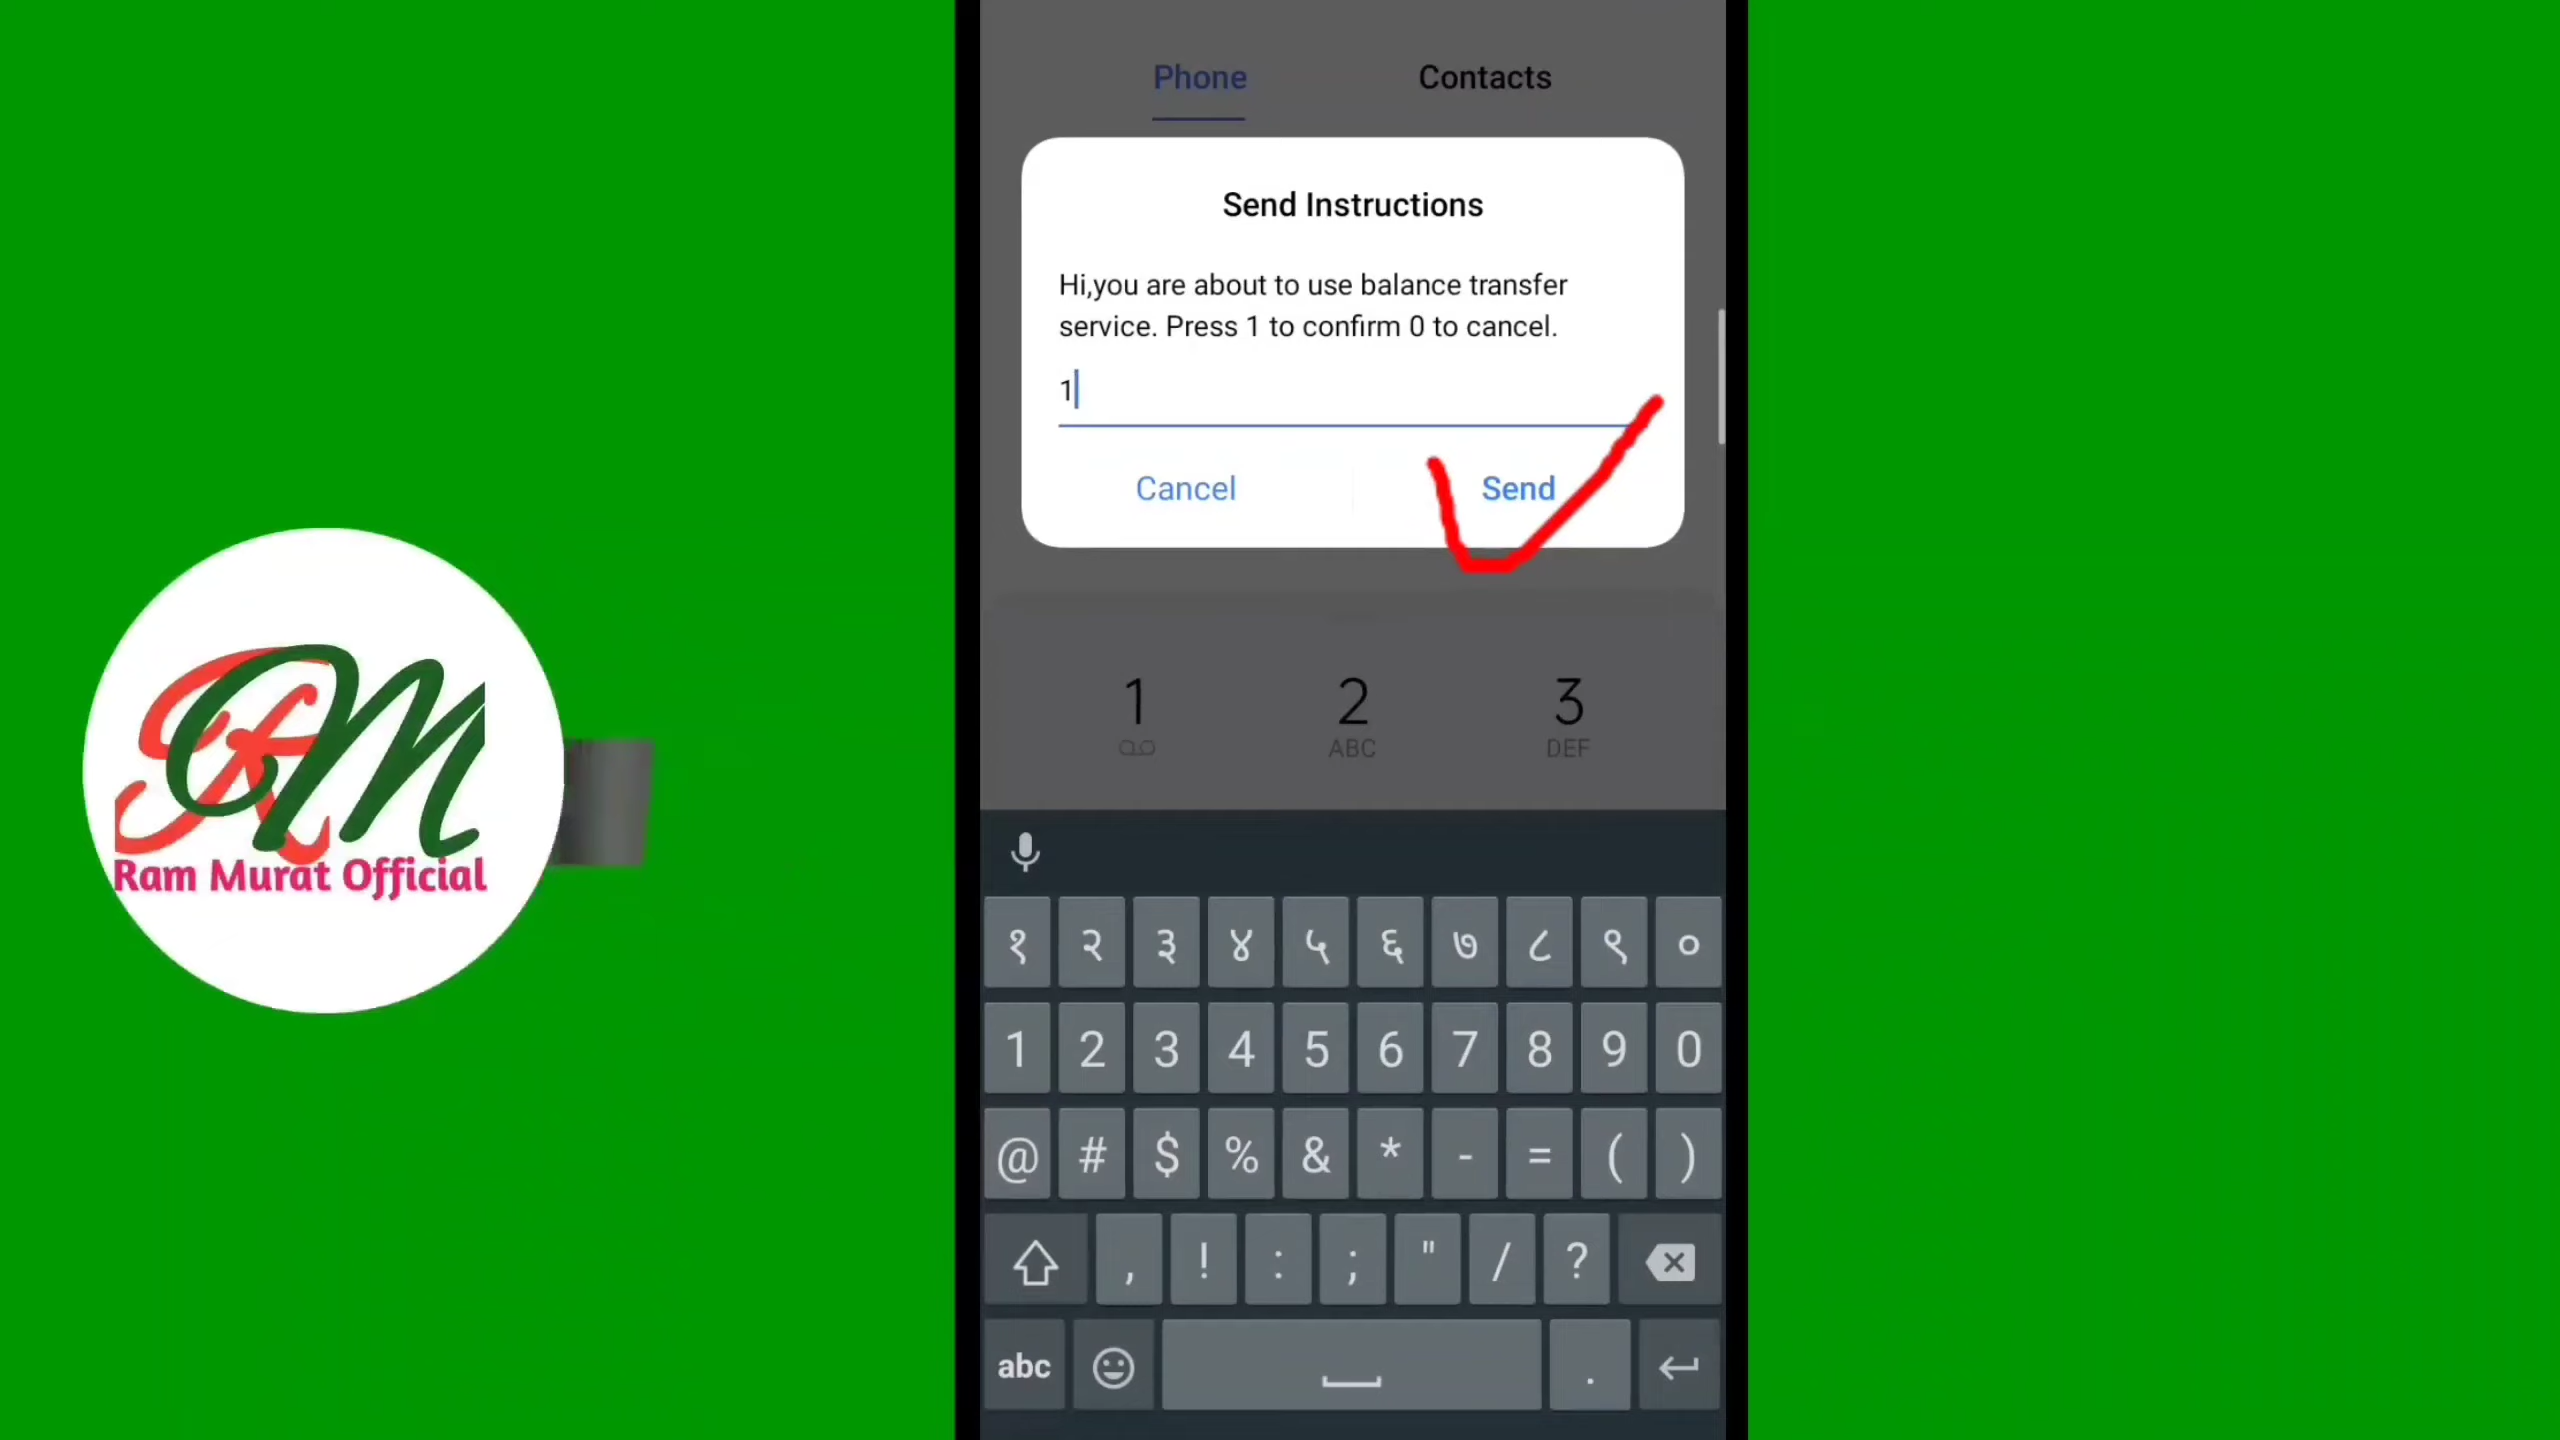 Phone Contacts
Send Instructions
Hi,you are about to use balance transfer
service. Press 1 to confirm 0 to cancel.
1
Cancel Send
RM
Ram Murat Official
1 2 3
ABC DEF
१ २ ३ ४ ५ ६ ७ ८ ९ ०
1 2 3 4 5 6 7 8 9 0
@ # $ % & * - = ( )
, ! : ; " / ?
abc .